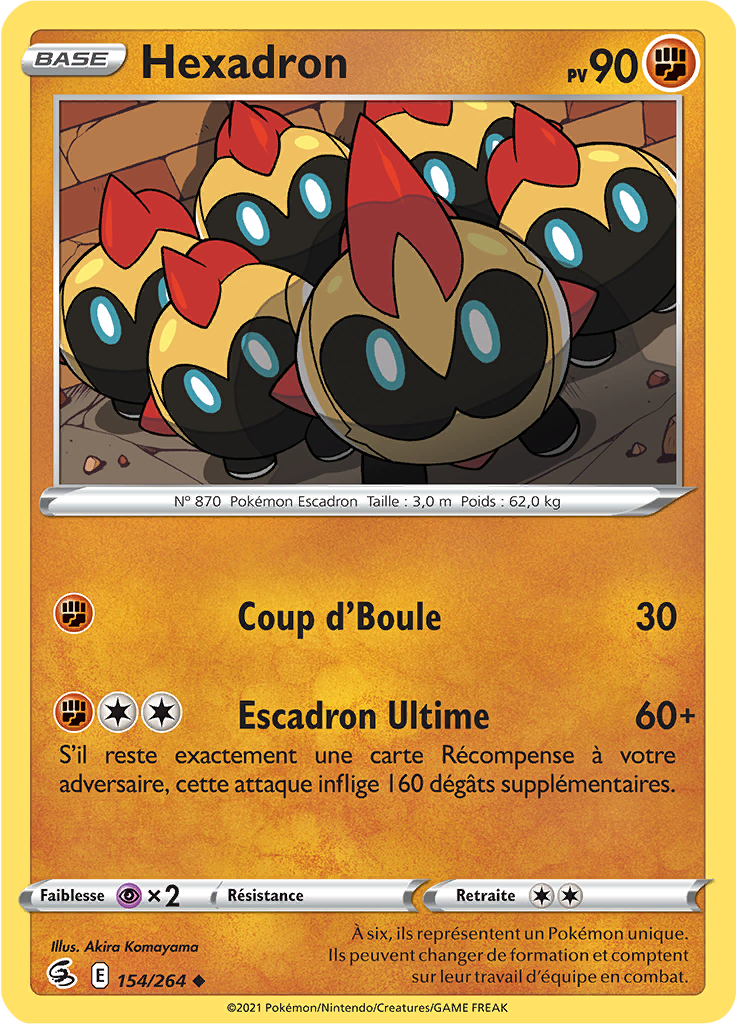 BASE Hexadron PV 90
N° 870 Pokémon Escadron Taille : 3,0 m Poids : 62,0 kg
Coup d'Boule 30
Escadron Ultime 60+
S'il reste exactement une carte Récompense à votre
adversaire, cette attaque inflige 160 dégâts supplémentaires.
Faiblesse ×2 Résistance Retraite
Illus. Akira Komayama
E 154/264
À six, ils représentent un Pokémon unique.
Ils peuvent changer de formation et comptent
sur leur travail d'équipe en combat.
©2021 Pokémon/Nintendo/Creatures/GAME FREAK